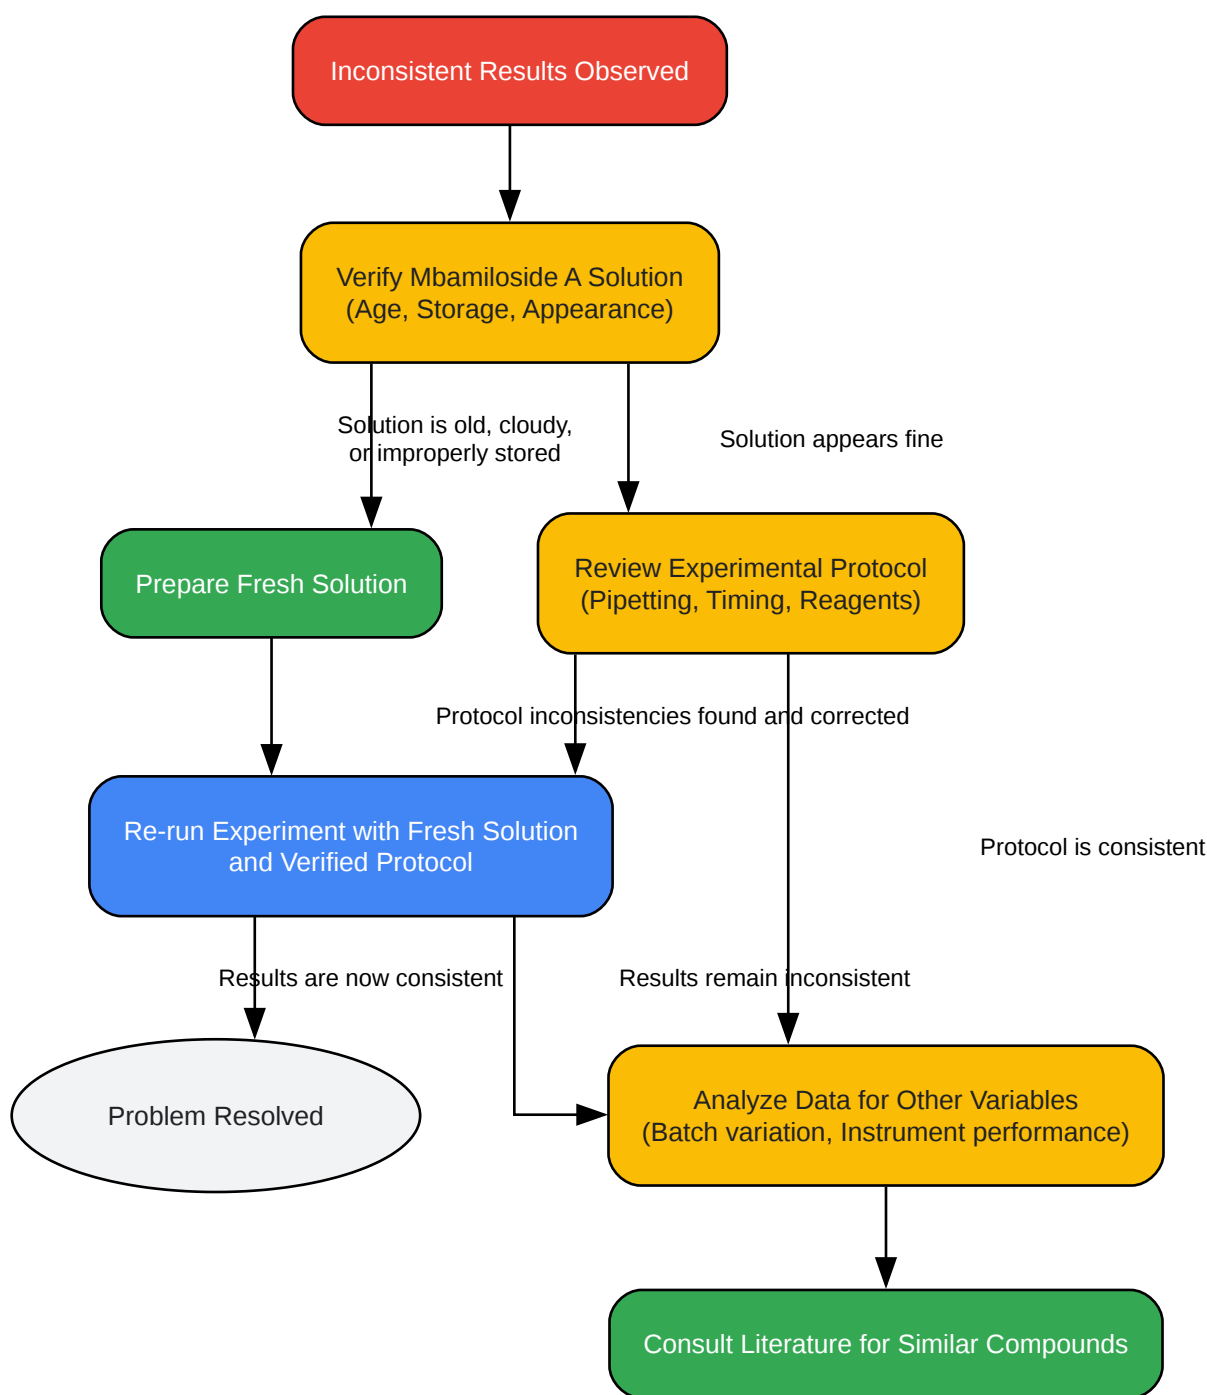 Inconsistent Results Observed
Verify Mbamiloside A Solution
(Age, Storage, Appearance)
Solution is old, cloudy,
or improperly stored
Solution appears fine
Prepare Fresh Solution
Review Experimental Protocol
(Pipetting, Timing, Reagents)
Protocol inconsistencies found and corrected
Re-run Experiment with Fresh Solution
and Verified Protocol
Protocol is consistent
Results are now consistent
Results remain inconsistent
Problem Resolved
Analyze Data for Other Variables
(Batch variation, Instrument performance)
Consult Literature for Similar Compounds